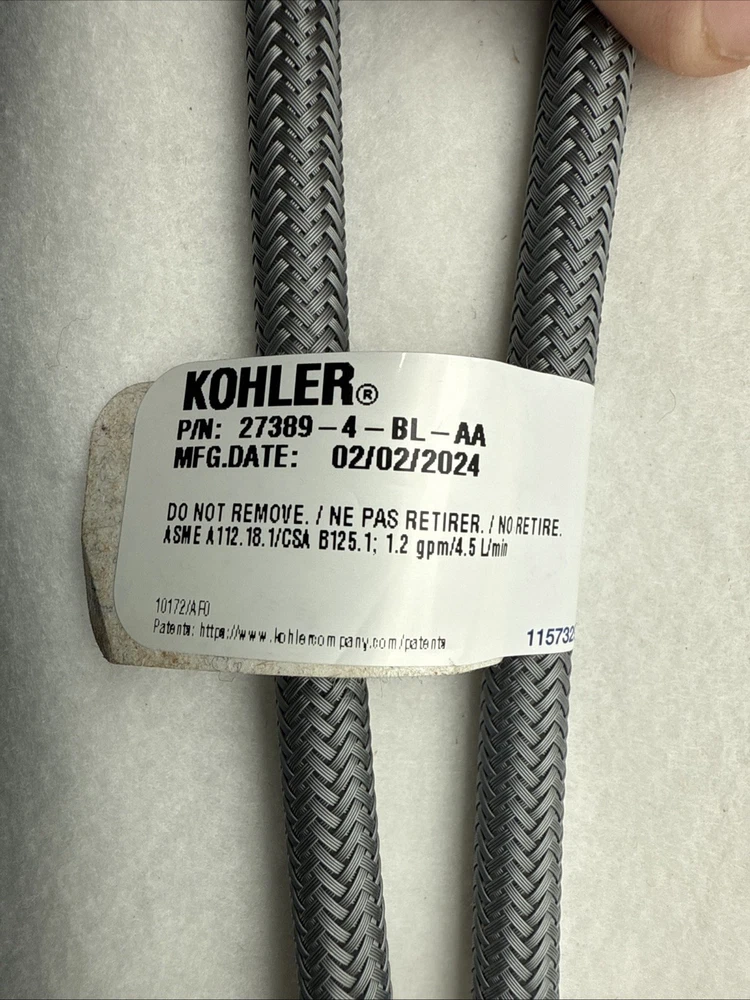 KOHLER®
P/N: 27389-4-BL-AA
MFG.DATE: 02/02/2024
DO NOT REMOVE. / NE PAS RETIRER. / NO RETIRE.
ASME A112.18.1/CSA B125.1; 1.2 gpm/4.5 L/min
10172/AF0
Patents: https://www.kohlercompany.com/patents